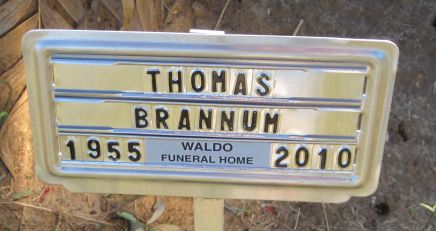 THOMAS
BRANNUM
1955 WALDO FUNERAL HOME 2010